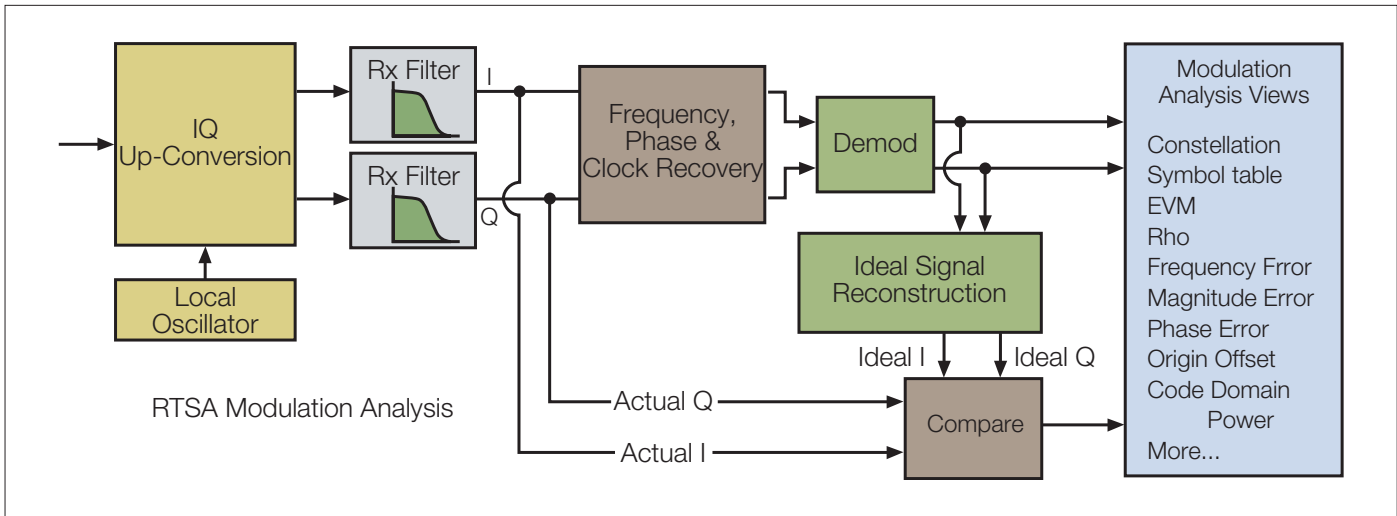 IQ
Up-Conversion
Local
Oscillator
Rx Filter
I
Rx Filter
Q
Frequency,
Phase &
Clock Recovery
Demod
Ideal Signal
Reconstruction
Ideal I
Ideal Q
Actual Q
Actual I
Compare
Modulation
Analysis Views
Constellation
Symbol table
EVM
Rho
Frequency Frror
Magnitude Error
Phase Error
Origin Offset
Code Domain
Power
More...
RTSA Modulation Analysis